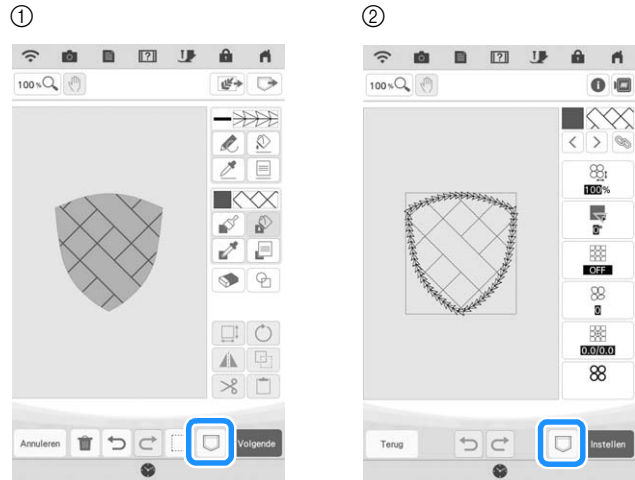 ① ②
100 %
Annuleren Volgende
100 %
100%
0°
OFF
0
0.0/0.0
Terug Instellen